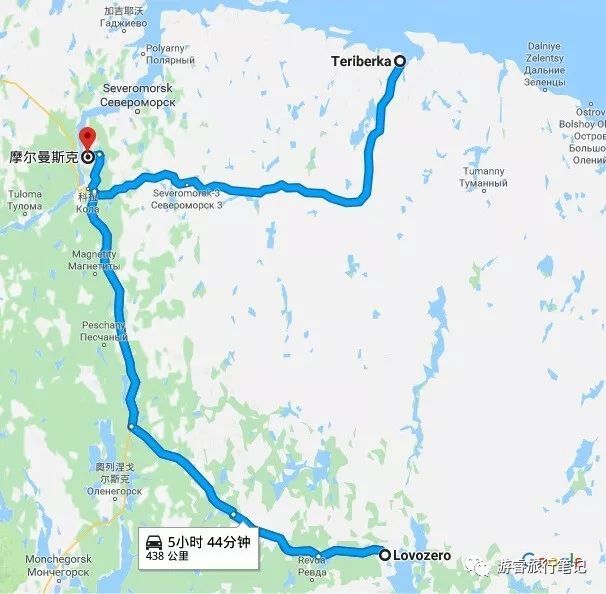 加吉耶沃
Гаджиево
Polyarny
Полярный
Teriberka
Dalniye
Zelentsy
Дальние
Зеленцы
Severomorsk
Североморск
Ostrov
Bolshoy Ol
Остров
Большой
Олений
摩尔曼斯克
Tuloma
Тулома
科拉
Кола
Severomorsk-3
Североморск 3
Tumanny
Туманный
Magnetity
Магнетиты
Peschany
Песчаный
奥列涅戈
尔斯克
Оленегорск
5小时 44分钟
438 公里
Monchegorsk
Мончегорск
Revda
Ревда
Lovozero
Google
游睿旅行笔记